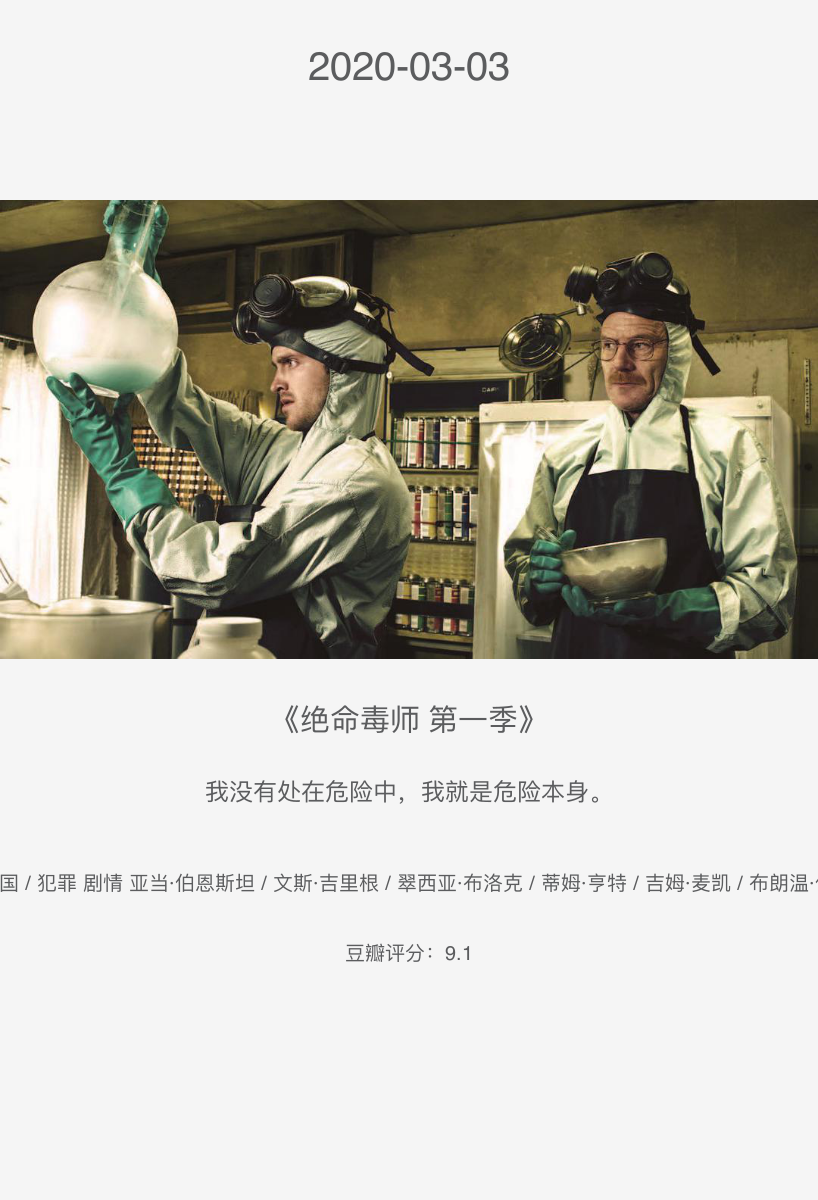 2020-03-03
《绝命毒师 第一季》
我没有处在危险中，我就是危险本身。
国 / 犯罪 剧情 亚当·伯恩斯坦 / 文斯·吉里根 / 翠西亚·布洛克 / 蒂姆·亨特 / 吉姆·麦凯 / 布朗温·
豆瓣评分：9.1